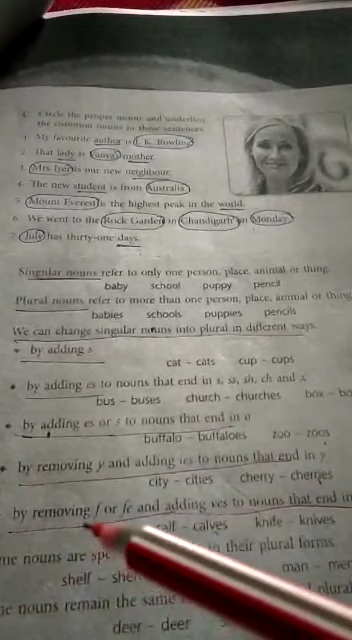 C. Circle the proper nouns and underline
the common nouns in these sentences.
1. My favourite author is J. K. Rowling.
2. That lady is Tanya's mother.
3. Mrs Iyer is our new neighbour.
4. The new student is from Australia.
5. Mount Everest is the highest peak in the world.
6. We went to the Rock Garden in Chandigarh on Monday.
7. July has thirty-one days.
Singular nouns refer to only one person, place, animal or thing.
baby school puppy pencil
Plural nouns refer to more than one person, place, animal or thing
babies schools puppies pencils
We can change singular nouns into plural in different ways.
• by adding s
cat – cats cup – cups
• by adding es to nouns that end in s, ss, sh, ch and x
bus – buses church – churches box – bo
• by adding es or s to nouns that end in o
buffalo – buffaloes zoo – zoos
• by removing y and adding ies to nouns that end in y
city – cities cherry – cherries
by removing f or fe and adding ves to nouns that end in
calf – calves knife – knives
me nouns are in their plural forms.
shelf – man – me
ne nouns remain the same plural
deer – deer